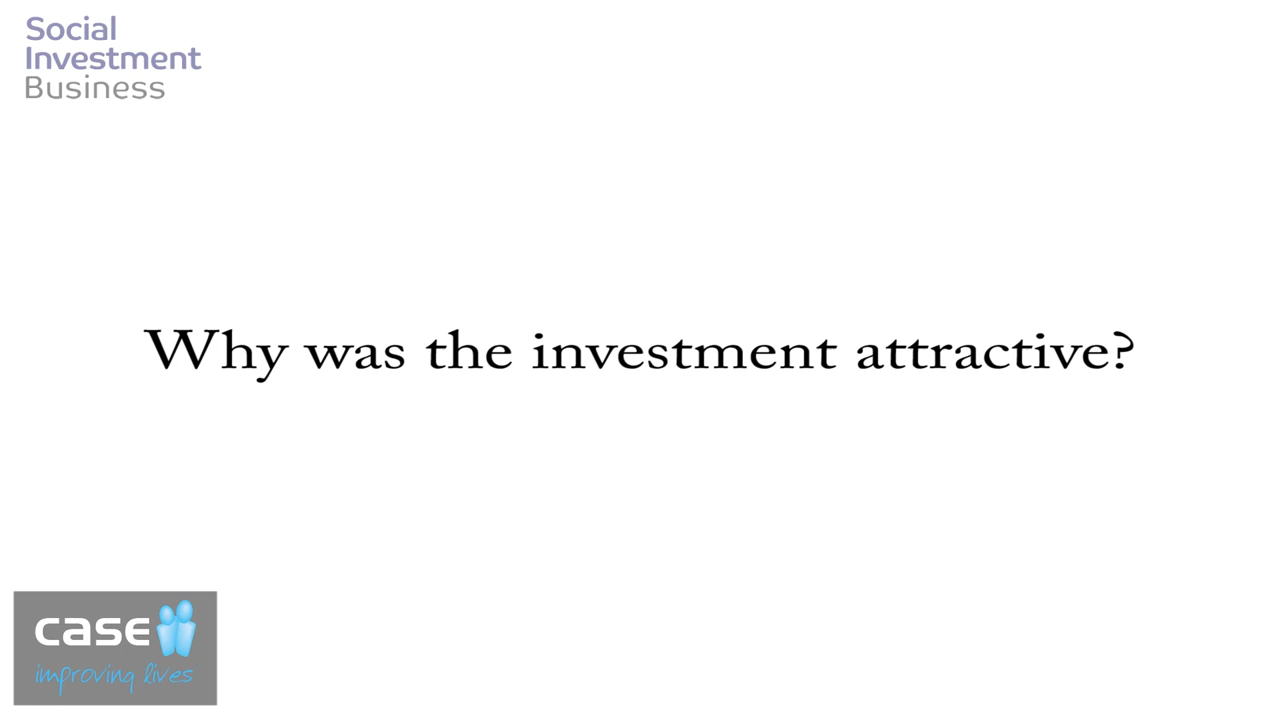 Social
Investment
Business
Why was the investment attractive?
case
improving lives